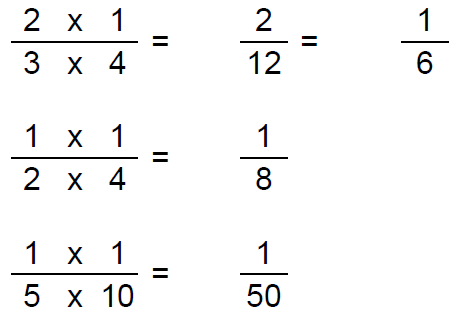 2 x 1 = 2 = 1
3 x 4 12 6
1 x 1 = 1
2 x 4 8
1 x 1 = 1
5 x 10 50